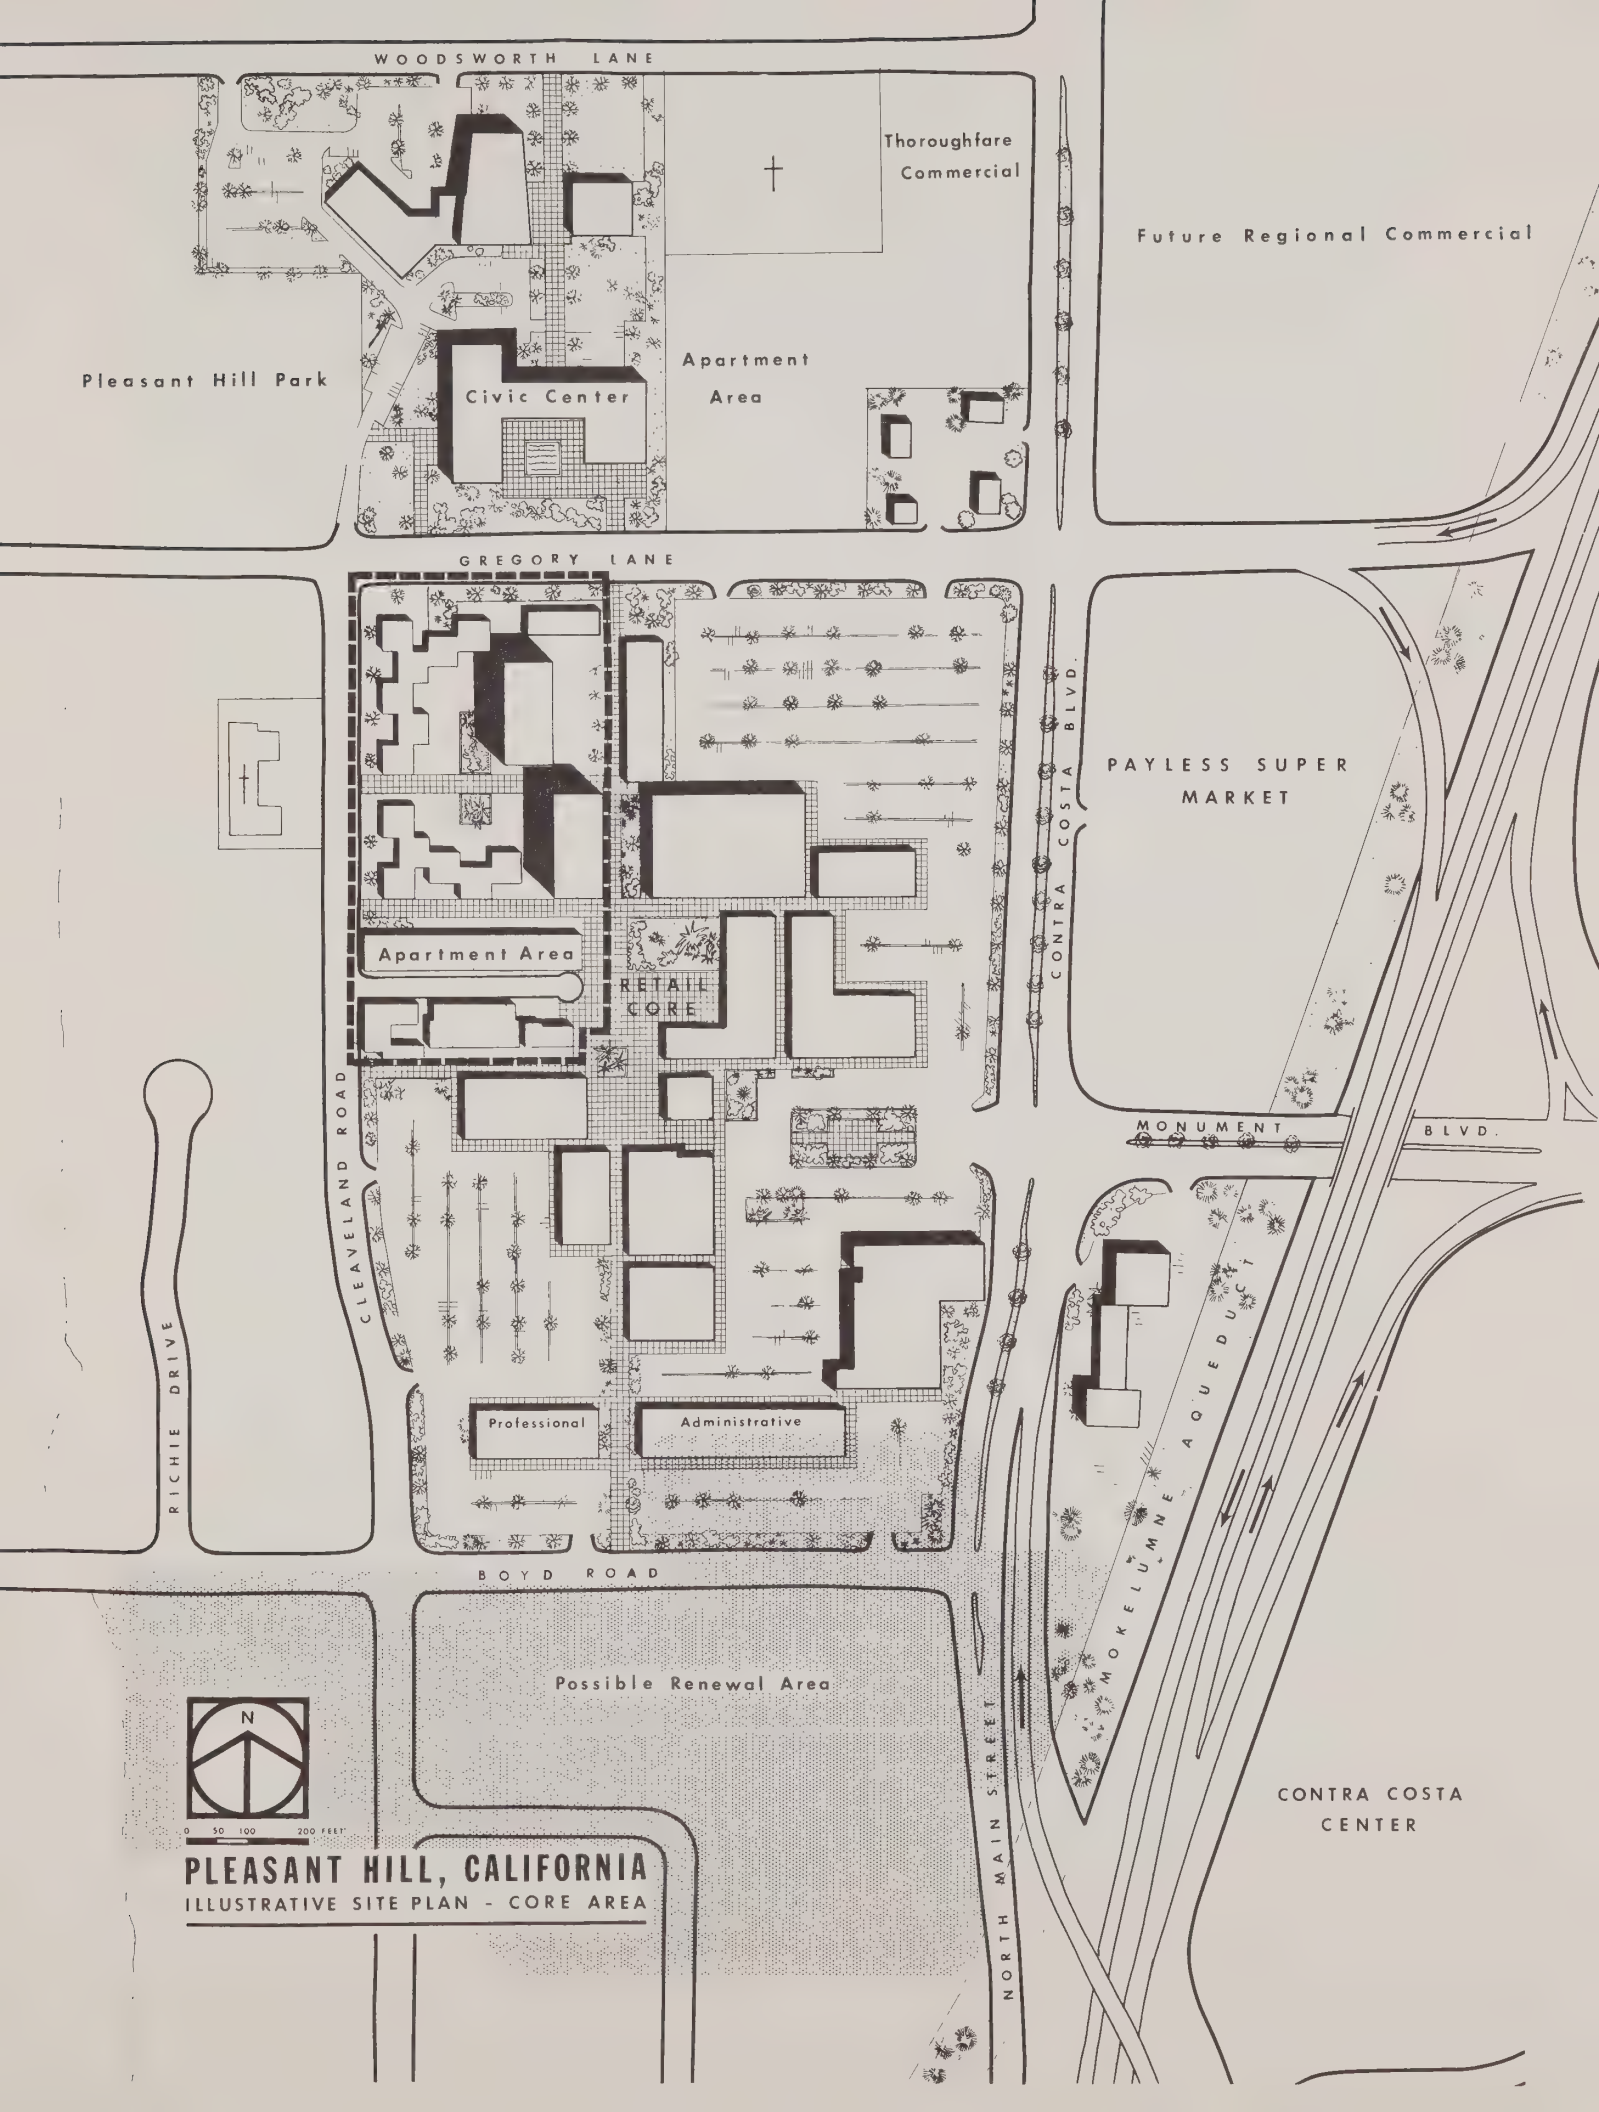 WOODSWORTH LANE
Thoroughfare
Commercial
Future Regional Commercial
Pleasant Hill Park
Civic Center
Apartment
Area
GREGORY LANE
CONTRA COSTA BLVD.
PAYLESS SUPER
MARKET
Apartment Area
RETAIL
CORE
MONUMENT BLVD.
CLEAVELAND ROAD
RICHIE DRIVE
MOKELUMNE AQUEDUCT
Professional
Administrative
BOYD ROAD
Possible Renewal Area
NORTH MAIN STREET
N
0 50 100 200 FEET
CONTRA COSTA
CENTER
PLEASANT HILL, CALIFORNIA
ILLUSTRATIVE SITE PLAN - CORE AREA